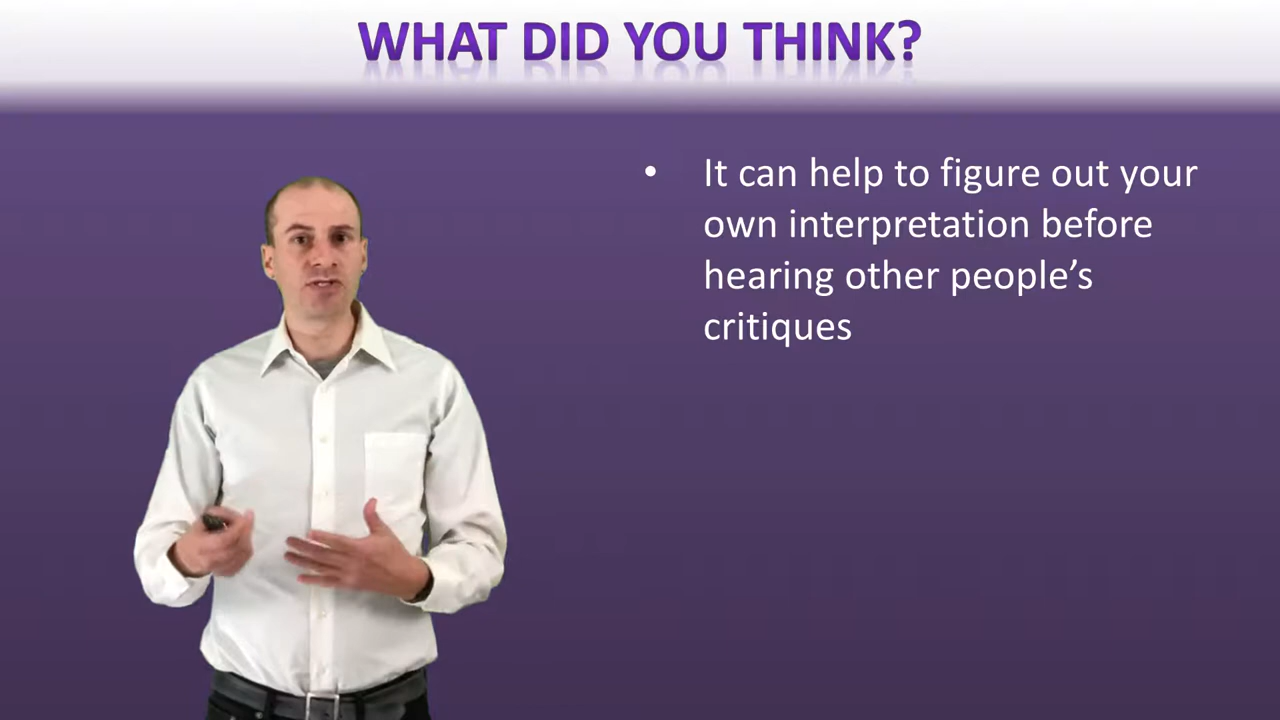 WHAT DID YOU THINK?
• It can help to figure out your
own interpretation before
hearing other people’s
critiques